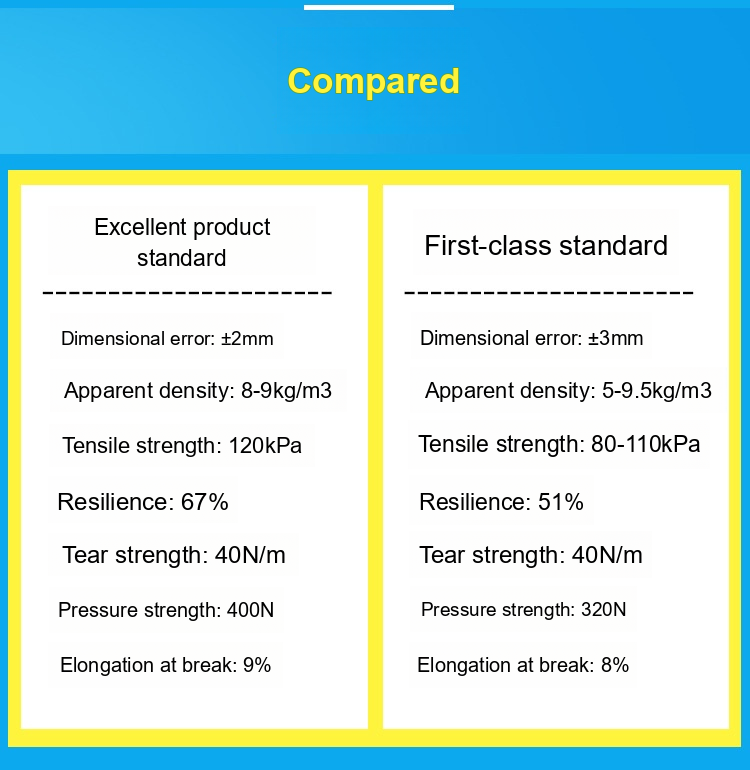 Compared
Excellent product
standard
Dimensional error: ±2mm
Apparent density: 8-9kg/m3
Tensile strength: 120kPa
Resilience: 67%
Tear strength: 40N/m
Pressure strength: 400N
Elongation at break: 9%
First-class standard
Dimensional error: ±3mm
Apparent density: 5-9.5kg/m3
Tensile strength: 80-110kPa
Resilience: 51%
Tear strength: 40N/m
Pressure strength: 320N
Elongation at break: 8%